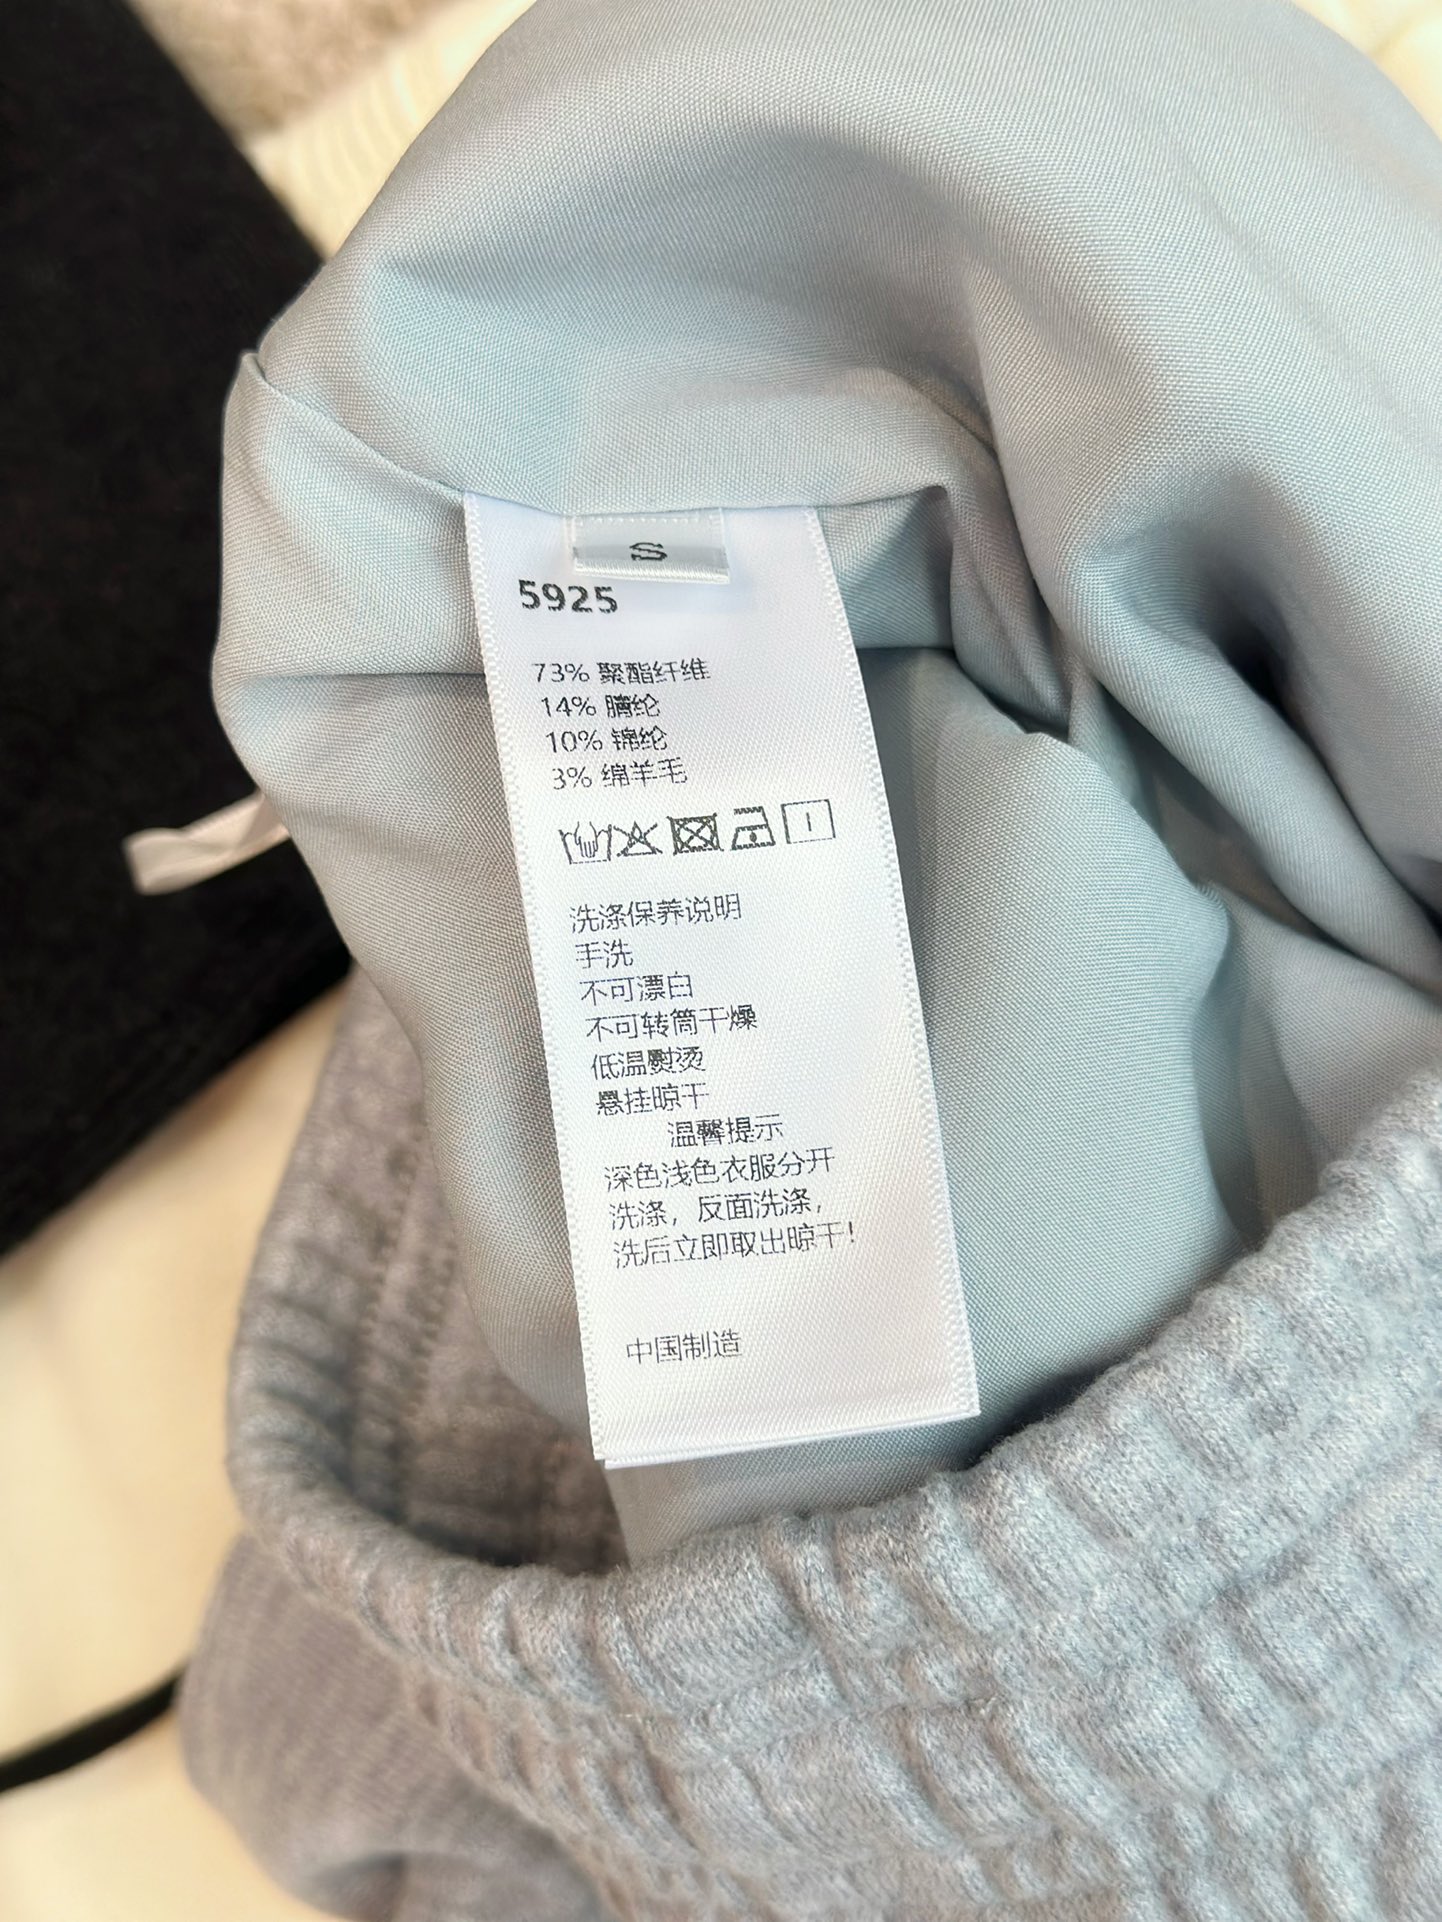 S
5925
73% 聚酯纤维
14% 腈纶
10% 锦纶
3% 绵羊毛
洗涤保养说明
手洗
不可漂白
不可转筒干燥
低温熨烫
悬挂晾干
温馨提示
深色浅色衣服分开
洗涤，反面洗涤，
洗后立即取出晾干！
中国制造